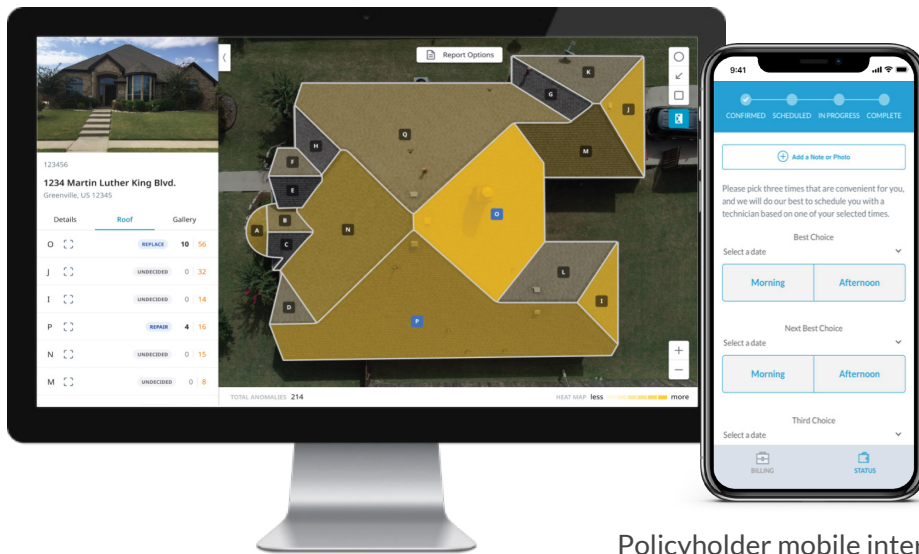 123456
1234 Martin Luther King Blvd.
Greenville, US 12345
Details Roof Gallery
O REPLACE 10 56
J UNDECIDED 0 32
I UNDECIDED 0 14
P REPAIR 4 16
N UNDECIDED 0 15
M UNDECIDED 0 8
Report Options
K
G
J
Q
H
M
F
E
O
B
A
N
C
L
D
I
P
TOTAL ANOMALIES 214
HEAT MAP less more
9:41
CONFIRMED SCHEDULED IN PROGRESS COMPLETE
Add a Note or Photo
Please pick three times that are convenient for you,
and we will do our best to schedule you with a
technician based on one of your selected times.
Best Choice
Select a date
Morning Afternoon
Next Best Choice
Select a date
Morning Afternoon
Third Choice
Select a date
BILLING STATUS
Policyholder mobile